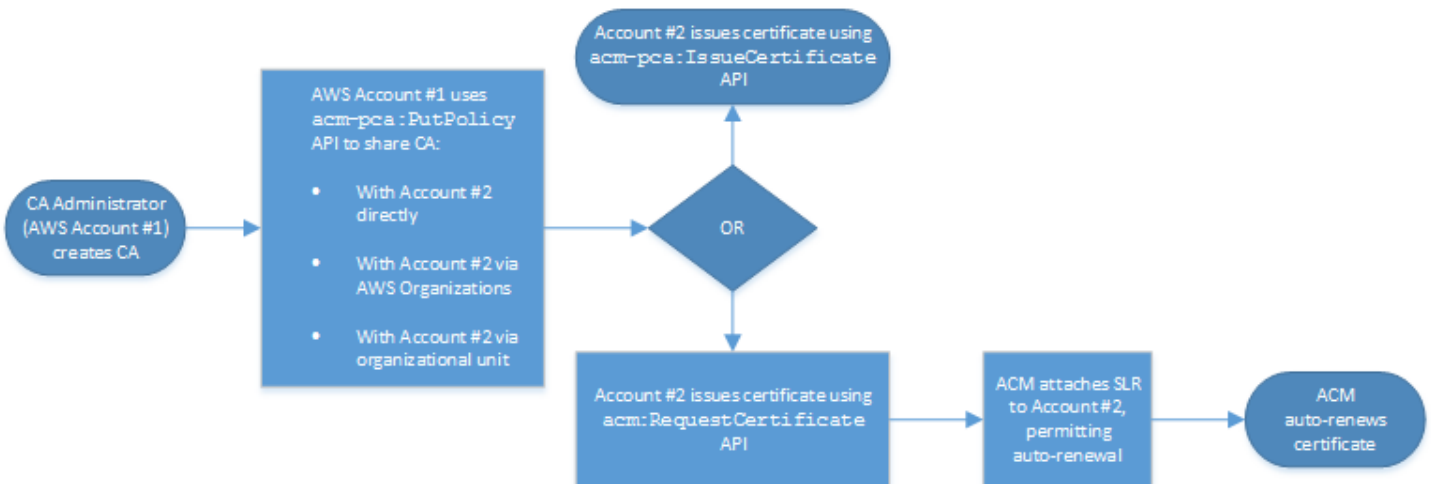 CA Administrator
(AWS Account #1)
creates CA
AWS Account #1 uses
acm-pca:PutPolicy
API to share CA:
• With Account #2
directly
• With Account #2 via
AWS Organizations
• With Account #2 via
organizational unit
OR
Account #2 issues certificate using
acm-pca:IssueCertificate
API
Account #2 issues certificate using
acm:RequestCertificate
API
ACM attaches SLR
to Account #2,
permitting
auto-renewal
ACM
auto-renews
certificate